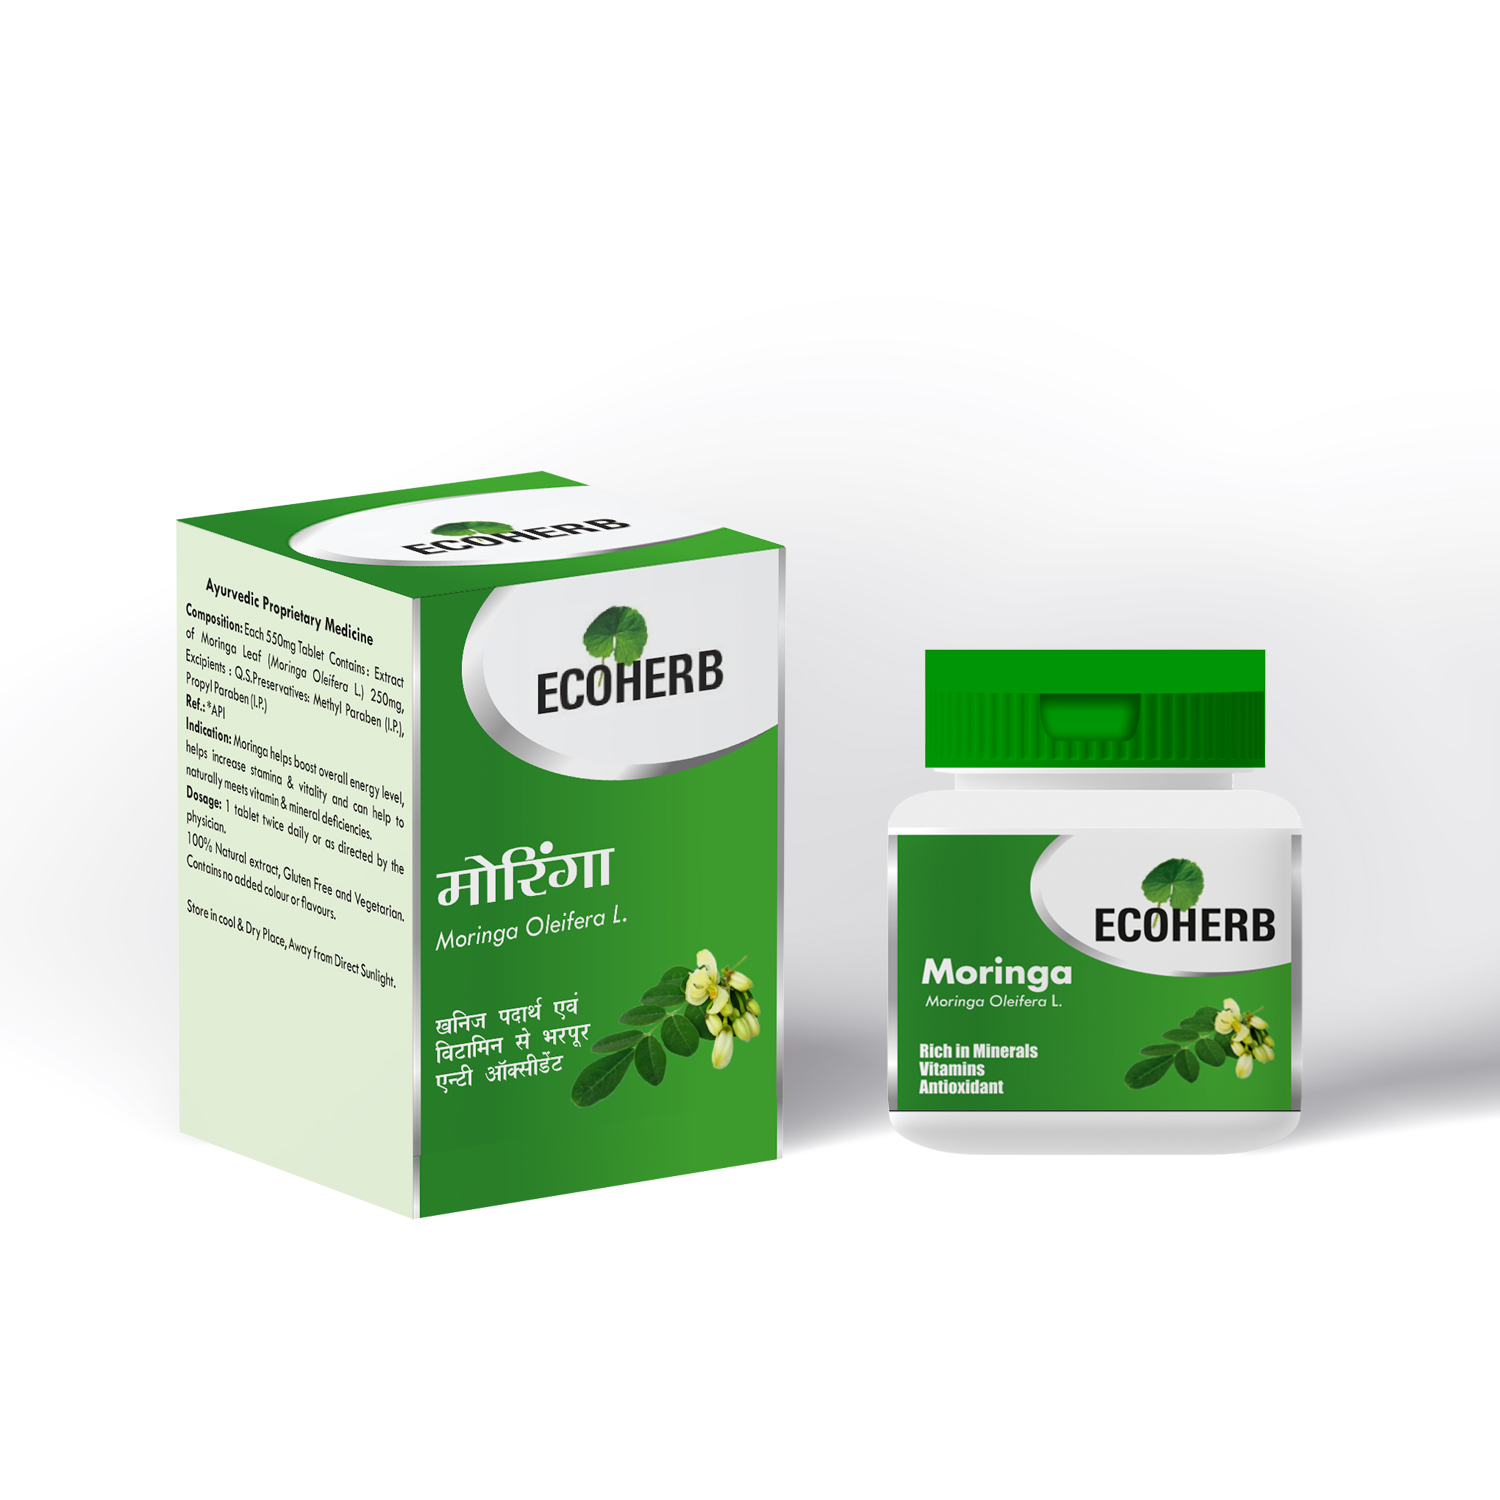 ECOHERB
Ayurvedic Proprietary Medicine
Composition: Each 550mg Tablet Contains : Extract
of Moringa Leaf (Moringa Oleifera L.) 250mg,
Excipients : Q.S.Preservatives: Methyl Paraben (I.P.),
Propyl Paraben (I.P.)
Ref.: *API
Indication: Moringa helps boost overall energy level,
helps increase stamina & vitality and can help to
naturally meets vitamin & mineral deficiencies.
Dosage: 1 tablet twice daily or as directed by the
physician.
100% Natural extract, Gluten Free and Vegetarian.
Contains no added colour or flavours.
Store in cool & Dry Place, Away from Direct Sunlight.
ECOHERB
मोरिंगा
Moringa Oleifera L.
खनिज पदार्थ एवं
विटामिन से भरपूर
एन्टी ऑक्सीडेंट
ECOHERB
Moringa
Moringa Oleifera L.
Rich in Minerals
Vitamins
Antioxidant